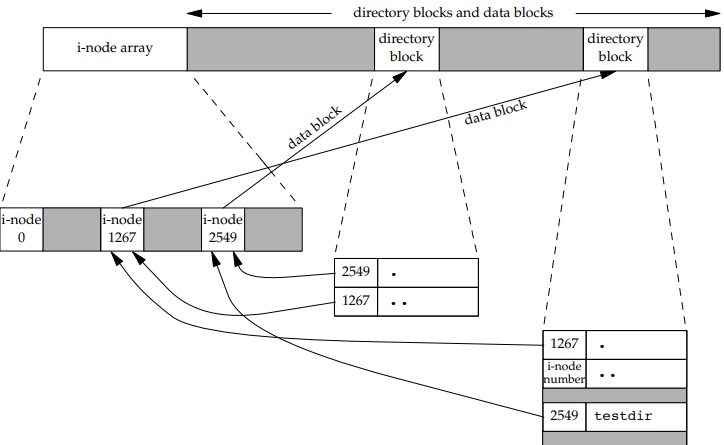 directory blocks and data blocks
i-node array
directory
block
directory
block
data block
data block
i-node
0
i-node
1267
i-node
2549
2549 .
1267 . .
1267 .
i-node
number . .
2549 testdir